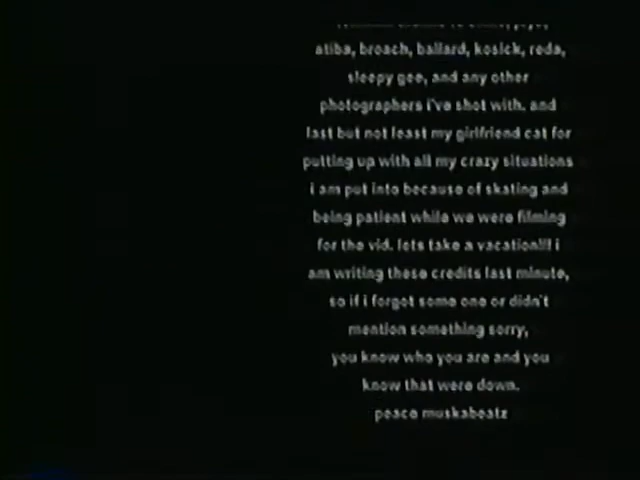 atiba, broach, ballard, kosick, reda,
sleepy gee, and any other
photographers i've shot with. and
last but not least my girlfriend cat for
putting up with all my crazy situations
i am put into because of skating and
being patient while we were filming
for the vid. lets take a vacation!!! i
am writing these credits last minute,
so if i forgot some one or didn't
mention something sorry,
you know who you are and you
know that were down.
peace muskabeatz